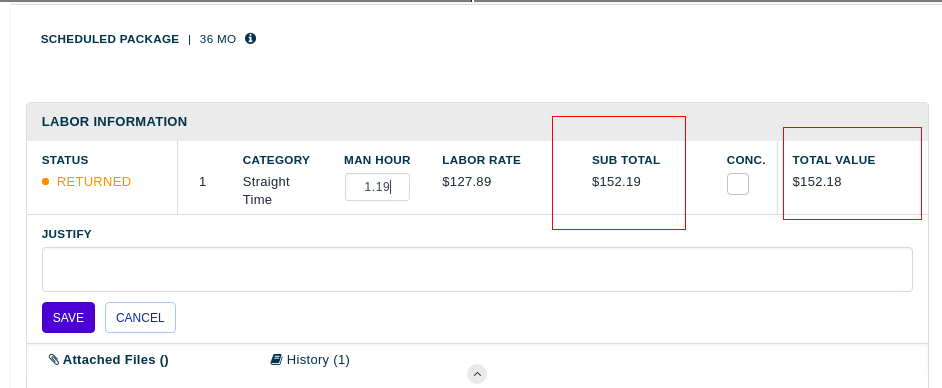 SCHEDULED PACKAGE | 36 MO
LABOR INFORMATION
STATUS
RETURNED
1
CATEGORY
Straight
Time
MAN HOUR
1.19
LABOR RATE
$127.89
SUB TOTAL
$152.19
CONC.
TOTAL VALUE
$152.18
JUSTIFY
SAVE
CANCEL
Attached Files ()
History (1)